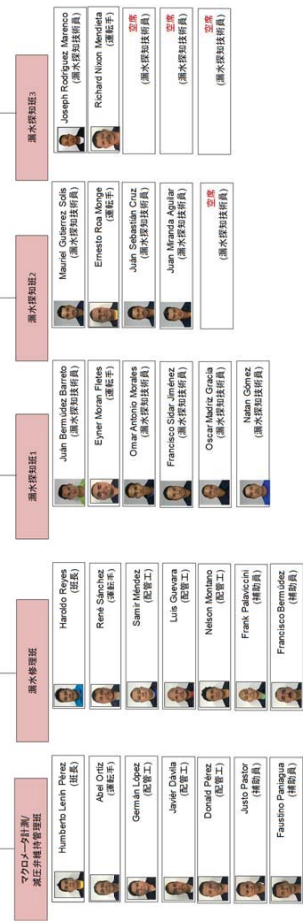 マクロメータ計測/
減圧弁維持管理班
Humberto Lenín Pérez
(班長)
Abel Ortíz
(運転手)
Germán López
(配管工)
Javiér Dávila
(配管工)
Donald Pérez
(配管工)
Justo Pastor
(補助員)
Faustino Paniagua
漏水修理班
Haroldo Reyes
(班長)
René Sánchez
(運転手)
Samir Méndez
(配管工)
Luis Guevara
(配管工)
Nelson Montano
(配管工)
Frank Palaviccini
(補助員)
Francisco Bermúdez
(補助員)
漏水探知班1
Juán Bermúdez Barreto
(漏水探知技術員)
Eyner Moran Fletes
(運転手)
Omar Antonio Morales
(漏水探知技術員)
Francisco Sidar Jiménez
(漏水探知技術員)
Oscar Madriz Gracia
(漏水探知技術員)
Natan Gómez
(漏水探知技術員)
漏水探知班2
Mauriel Gutierrez Solis
(漏水探知技術員)
Ernesto Roa Monge
(運転手)
Juán Sebastián Cruz
(漏水探知技術員)
Juan Miranda Aguilar
(漏水探知技術員)
空席
(漏水探知技術員)
漏水探知班3
Joseph Rodríguez Marenco
(漏水探知技術員)
Richard Nixon Mendieta
(運転手)
空席
(漏水探知技術員)
空席
(漏水探知技術員)
空席
(漏水探知技術員)